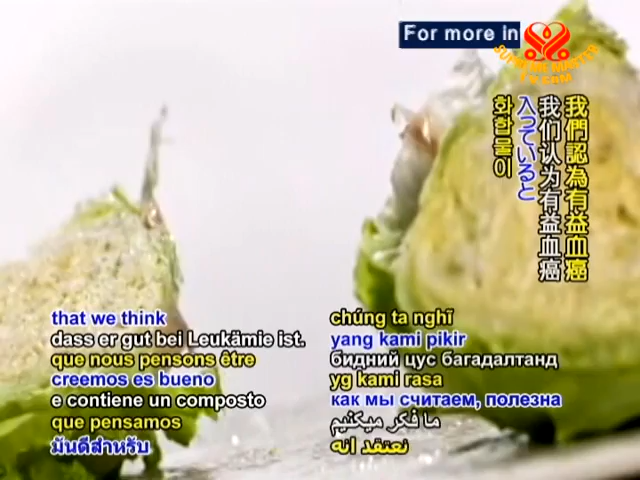 For more in
SUPREME MASTER
TV.COM
我們認為有益血癌
我们认为有益血癌
入っていると
화합물이
that we think
dass er gut bei Leukämie ist.
que nous pensons être
creemos es bueno
e contiene un composto
que pensamos
มันดีสำหรับ
chúng ta nghĩ
yang kami pikir
бидний цус багадалтанд
yg kami rasa
как мы считаем, полезна
ما فکر میکنیم
نعتقد انه